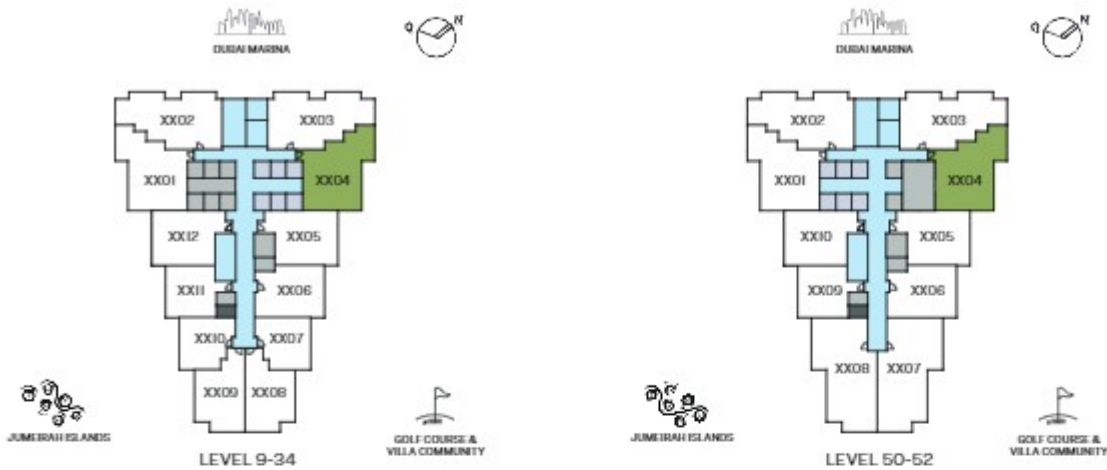 DUBAI MARINA
N
XX02
XX03
XX01
XX04
XX12
XX05
XX11
XX06
XX10
XX07
XX09
XX08
JUMEIRAH ISLANDS
GOLF COURSE &
VILLA COMMUNITY
LEVEL 9-34
DUBAI MARINA
N
XX02
XX03
XX01
XX04
XX10
XX05
XX09
XX06
XX08
XX07
JUMEIRAH ISLANDS
GOLF COURSE &
VILLA COMMUNITY
LEVEL 50-52